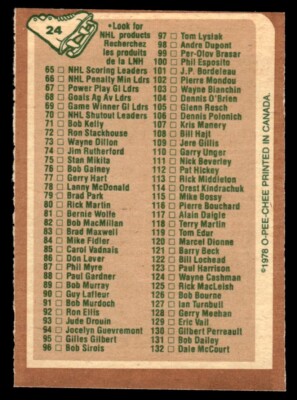 24
*Look for
NHL products
Recherchez
les produits
de la LNH
65 NHL Scoring Leaders
66 NHL Penalty Min Ldrs
67 Power Play Gl Ldrs
68 Goals Ag Av Ldrs
69 Game Winner Gl Ldrs
70 NHL Shutout Leaders
71 Bob Kelly
72 Ron Stackhouse
73 Wayne Dillon
74 Jim Rutherford
75 Stan Mikita
76 Bob Gainey
77 Gerry Hart
78 Lanny McDonald
79 Brad Park
80 Rick Martin
81 Bernie Wolfe
82 Bob MacMillan
83 Brad Maxwell
84 Mike Fidler
85 Carol Vadnais
86 Don Lever
87 Phil Myre
88 Paul Gardner
89 Bob Murray
90 Guy Lafleur
91 Bob Murdoch
92 Ron Ellis
93 Jude Drouin
94 Jocelyn Guevremont
95 Gilles Gilbert
96 Bob Sirois
97 Tom Lysiak
98 Andre Dupont
99 Per-Olov Brasar
100 Phil Esposito
101 J.P. Bordeleau
102 Pierre Mondou
103 Wayne Bianchin
104 Dennis O'Brien
105 Glenn Resch
106 Dennis Polonich
107 Kris Manery
108 Bill Hajt
109 Jere Gillis
110 Garry Unger
111 Nick Beverley
112 Pat Hickey
113 Rick Middleton
114 Orest Kindrachuk
115 Mike Bossy
116 Pierre Bouchard
117 Alain Daigle
118 Terry Martin
119 Tom Edur
120 Marcel Dionne
121 Barry Beck
122 Bill Lochead
123 Paul Harrison
124 Wayne Cashman
125 Rick MacLeish
126 Bob Bourne
127 Ian Turnbull
128 Gerry Meehan
129 Eric Vail
130 Gilbert Perreault
131 Bob Dailey
132 Dale McCourt
©1978 O-PEE-CHEE PRINTED IN CANADA.